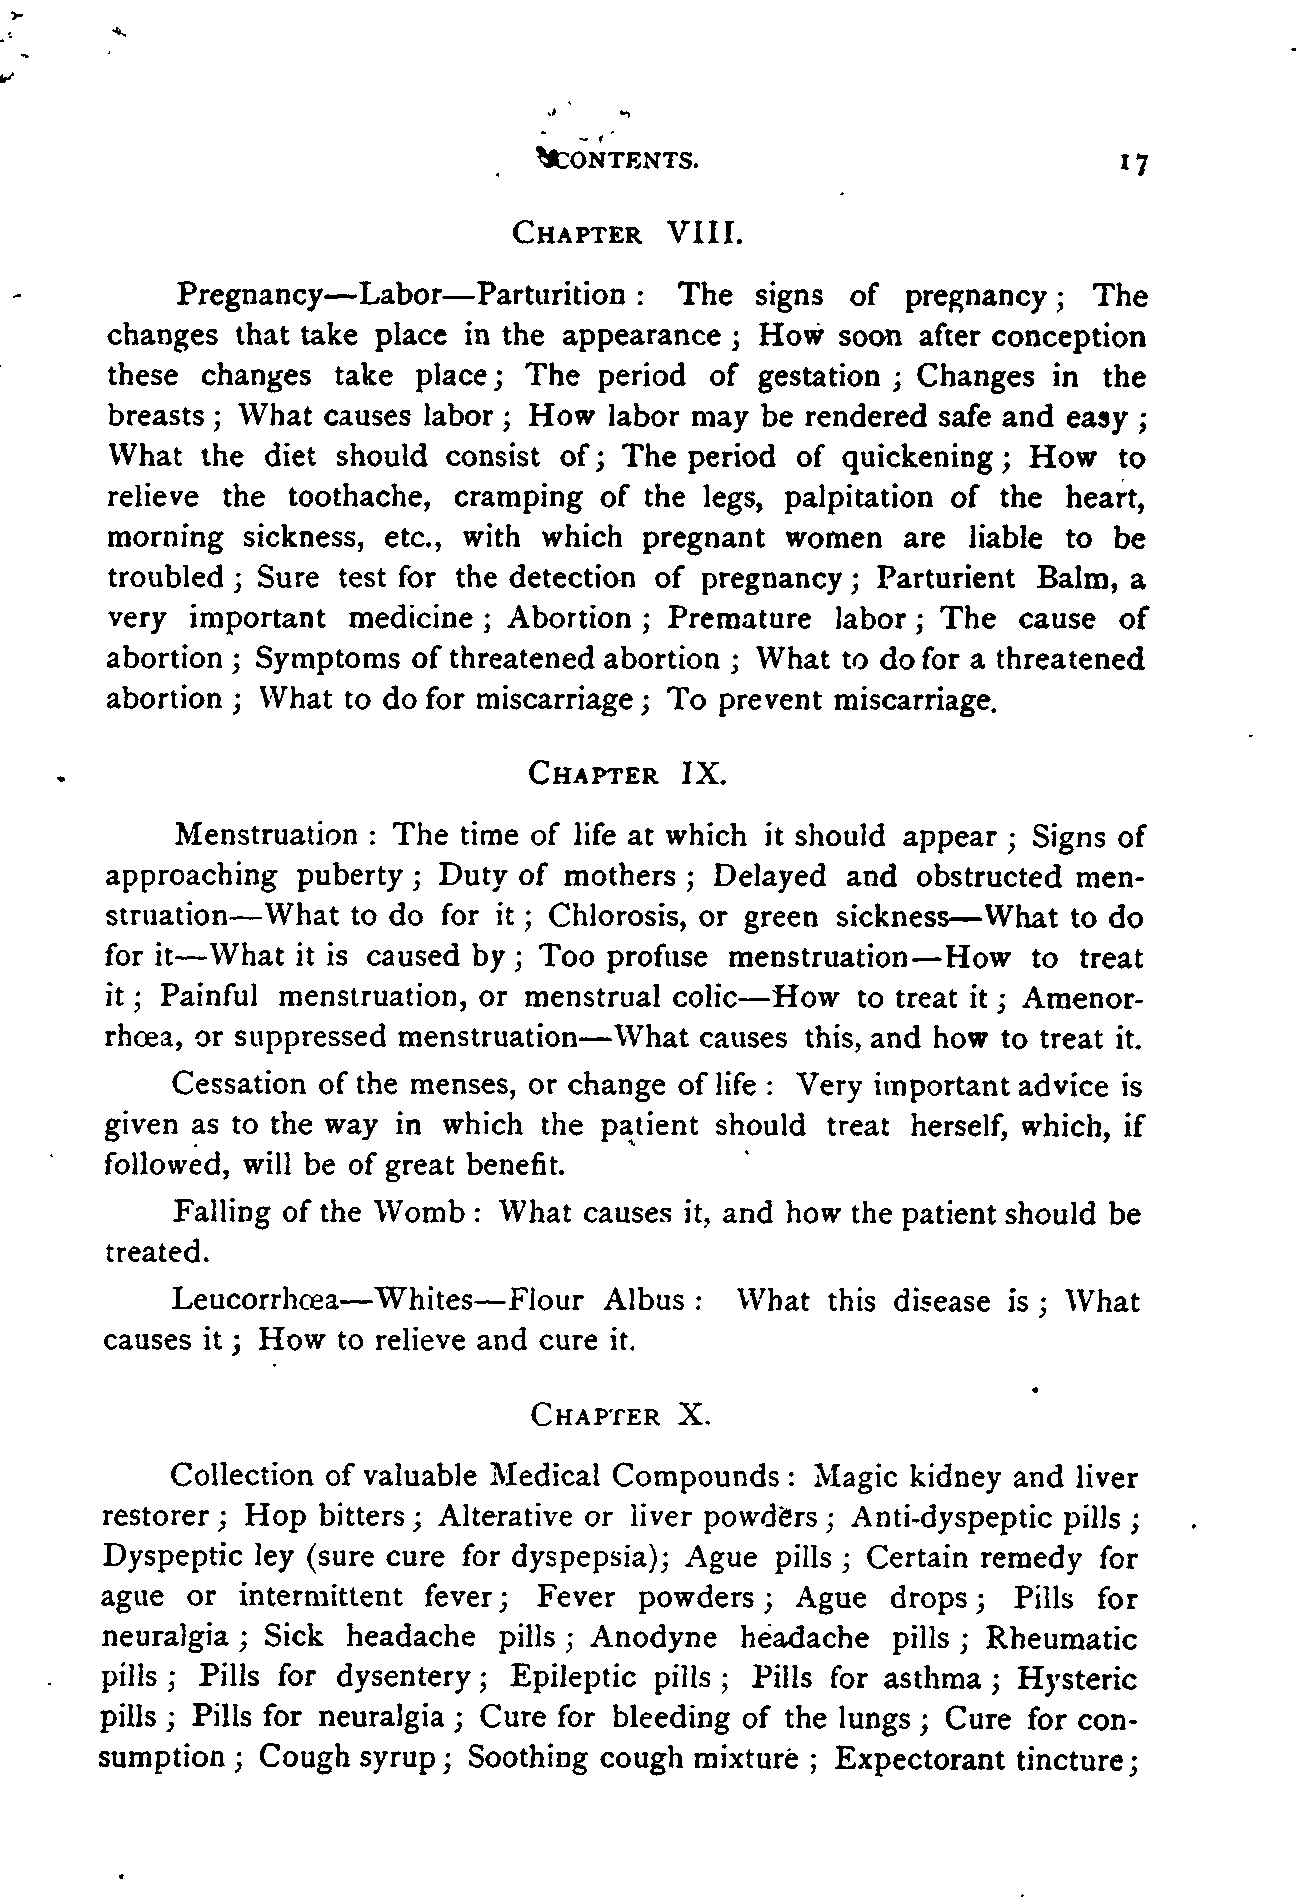 CONTENTS. 17
CHAPTER VIII.
Pregnancy—Labor—Parturition : The signs of pregnancy ; The
changes that take place in the appearance ; How soon after conception
these changes take place ; The period of gestation ; Changes in the
breasts ; What causes labor ; How labor may be rendered safe and easy ;
What the diet should consist of ; The period of quickening ; How to
relieve the toothache, cramping of the legs, palpitation of the heart,
morning sickness, etc., with which pregnant women are liable to be
troubled ; Sure test for the detection of pregnancy ; Parturient Balm, a
very important medicine ; Abortion ; Premature labor ; The cause of
abortion ; Symptoms of threatened abortion ; What to do for a threatened
abortion ; What to do for miscarriage ; To prevent miscarriage.
CHAPTER IX.
Menstruation : The time of life at which it should appear ; Signs of
approaching puberty ; Duty of mothers ; Delayed and obstructed men-
struation—What to do for it ; Chlorosis, or green sickness—What to do
for it—What it is caused by ; Too profuse menstruation—How to treat
it ; Painful menstruation, or menstrual colic—How to treat it ; Amenor-
rhœa, or suppressed menstruation—What causes this, and how to treat it.
Cessation of the menses, or change of life : Very important advice is
given as to the way in which the patient should treat herself, which, if
followed, will be of great benefit.
Falling of the Womb : What causes it, and how the patient should be
treated.
Leucorrhœa—Whites—Flour Albus : What this disease is ; What
causes it ; How to relieve and cure it.
CHAPTER X.
Collection of valuable Medical Compounds : Magic kidney and liver
restorer ; Hop bitters ; Alterative or liver powders ; Anti-dyspeptic pills ;
Dyspeptic ley (sure cure for dyspepsia); Ague pills ; Certain remedy for
ague or intermittent fever ; Fever powders ; Ague drops ; Pills for
neuralgia ; Sick headache pills ; Anodyne headache pills ; Rheumatic
pills ; Pills for dysentery ; Epileptic pills ; Pills for asthma ; Hysteric
pills ; Pills for neuralgia ; Cure for bleeding of the lungs ; Cure for con-
sumption ; Cough syrup ; Soothing cough mixture ; Expectorant tincture ;